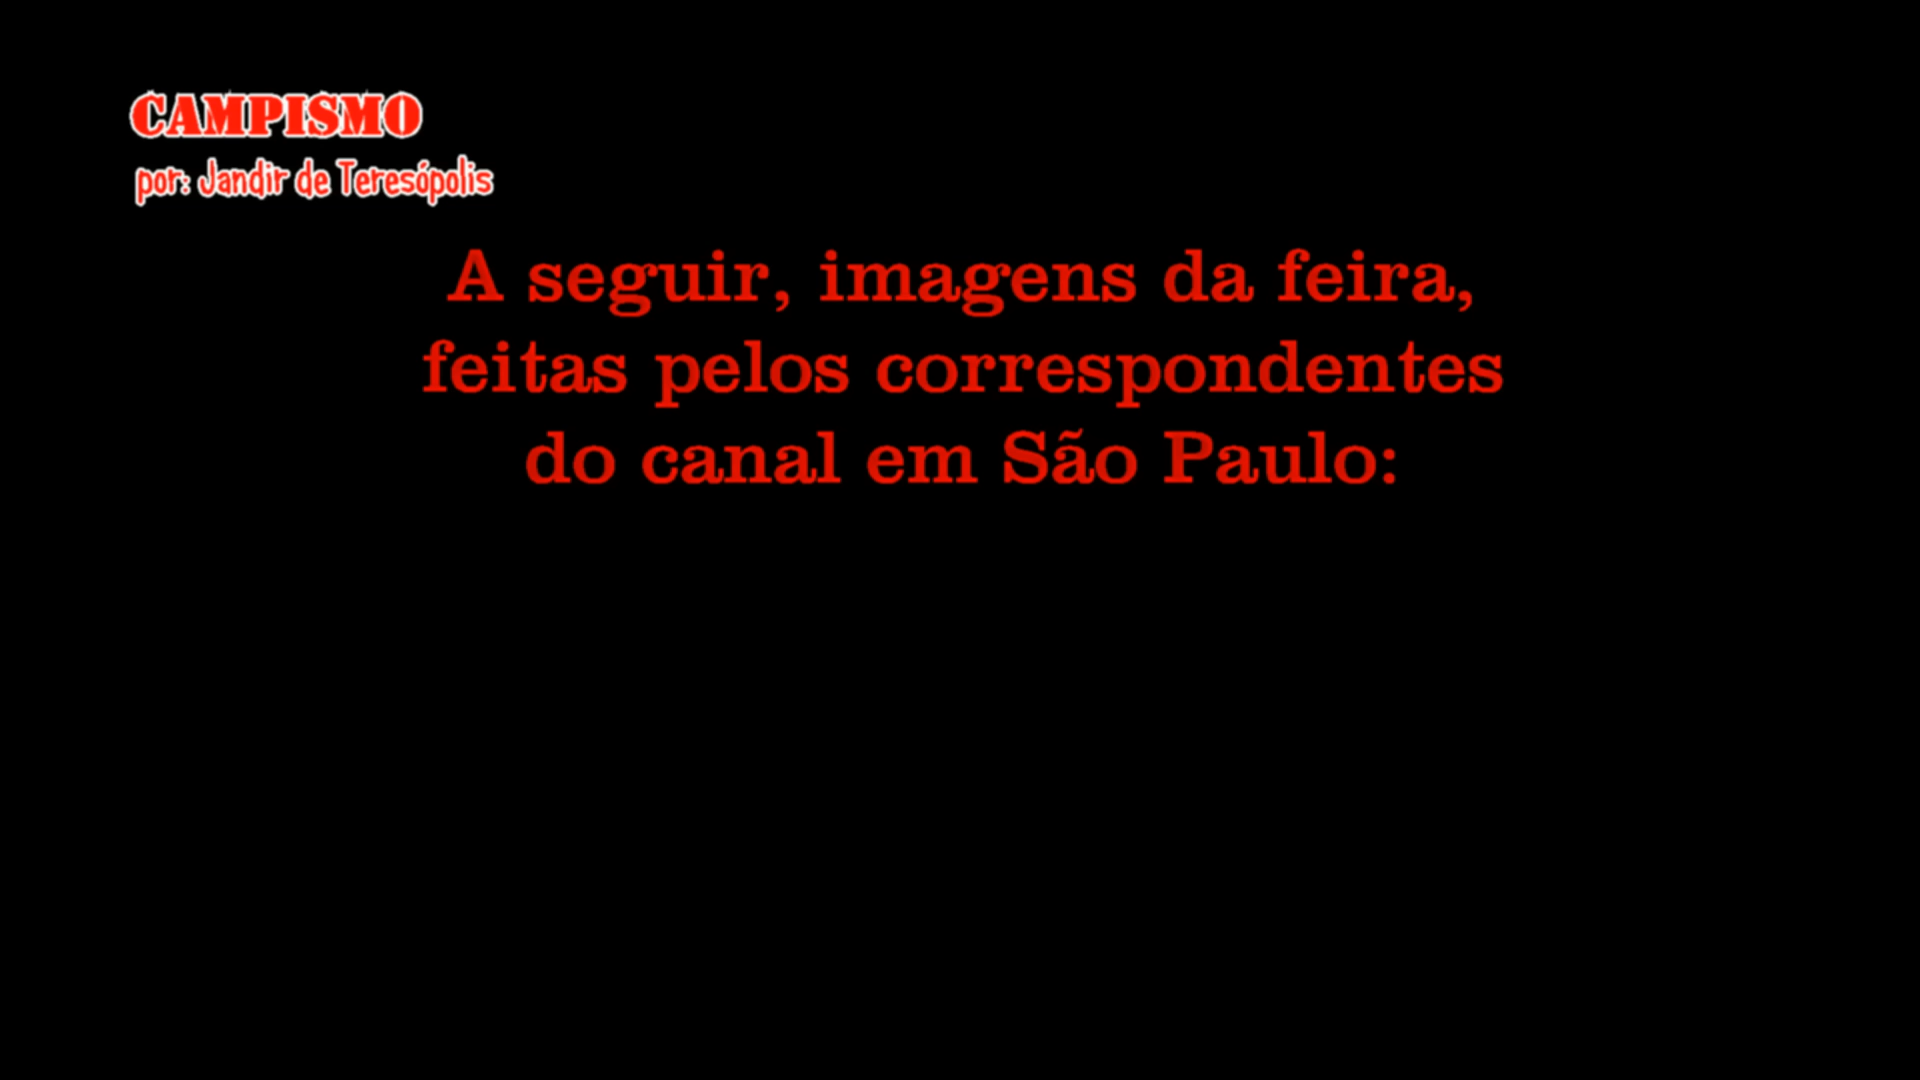 CAMPISMO
por: Jandir de Teresópolis
A seguir, imagens da feira,
feitas pelos correspondentes
do canal em São Paulo: